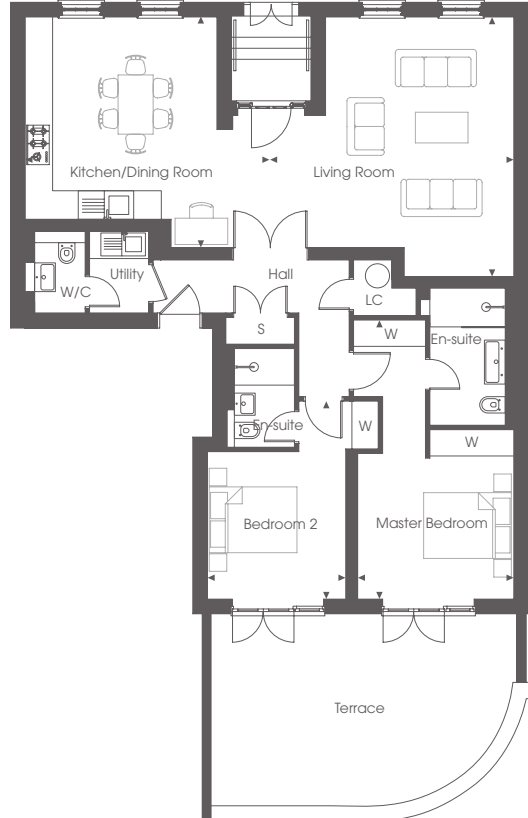 Kitchen/Dining Room
Living Room
Utility
Hall
W/C
LC
S
W
En-suite
En-suite
W
W
Bedroom 2
Master Bedroom
Terrace